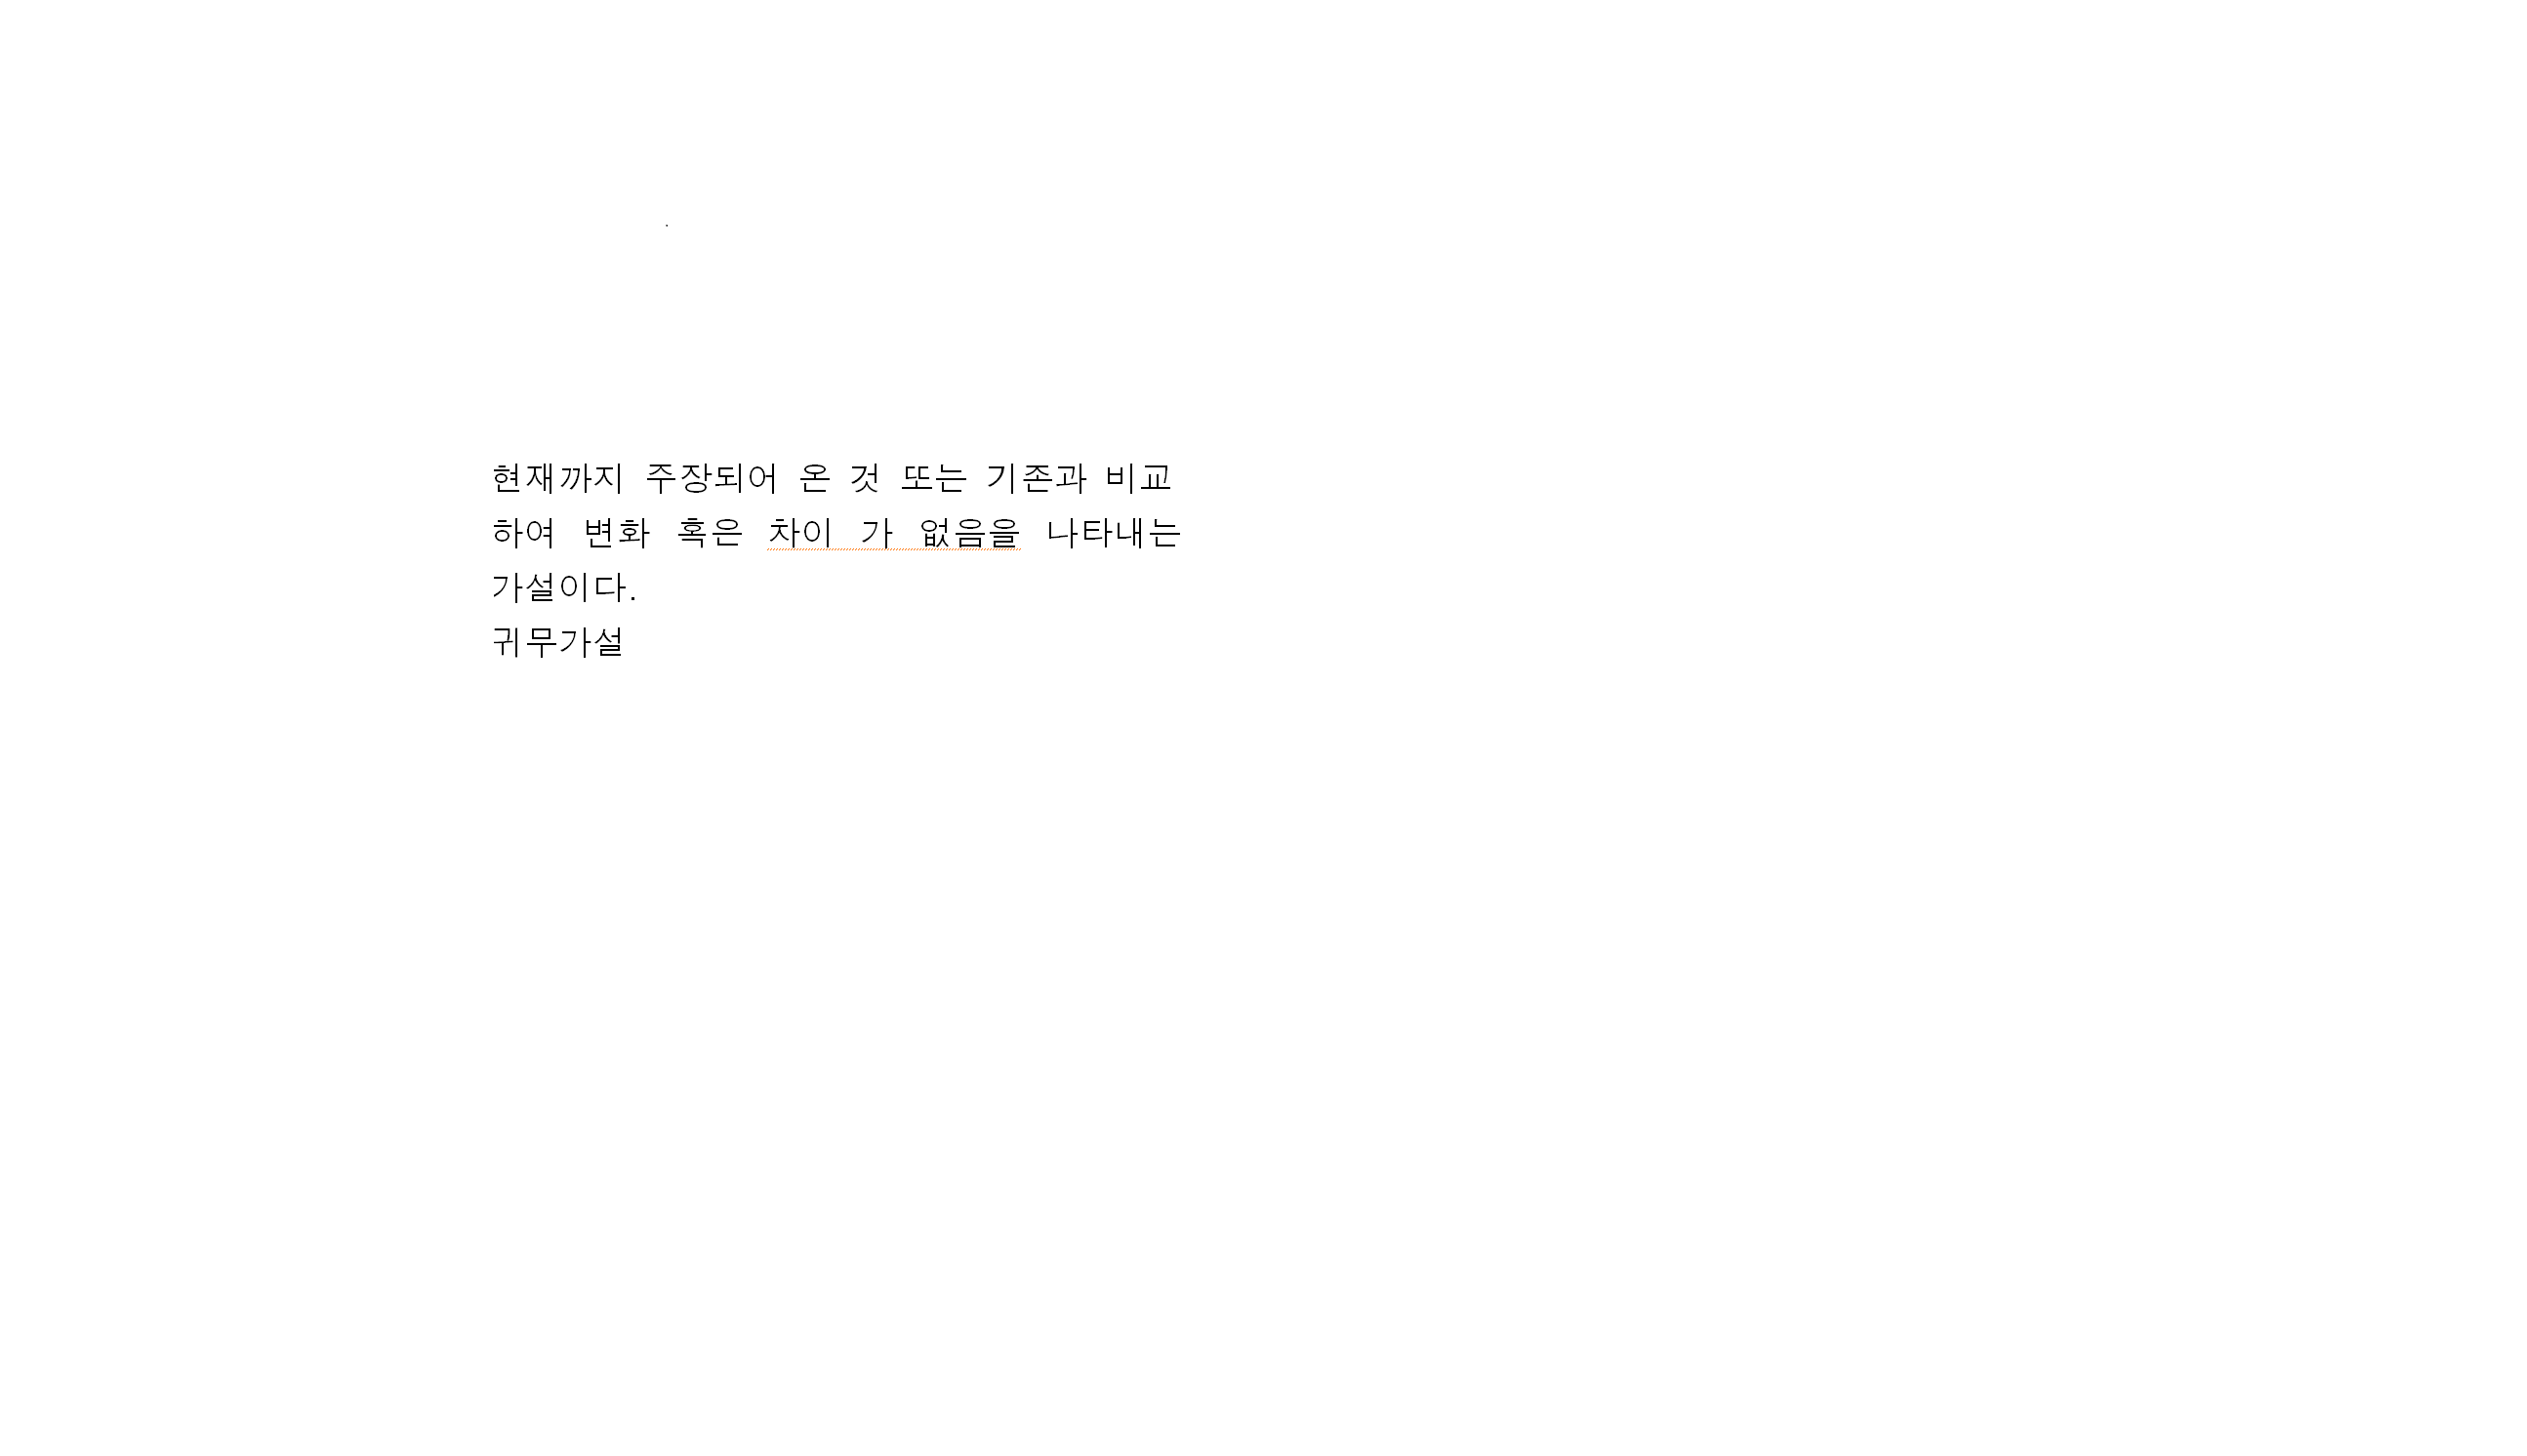 현재까지 주장되어 온 것 또는 기존과 비교
하여 변화 혹은 차이 가 없음을 나타내는
가설이다.
귀무가설